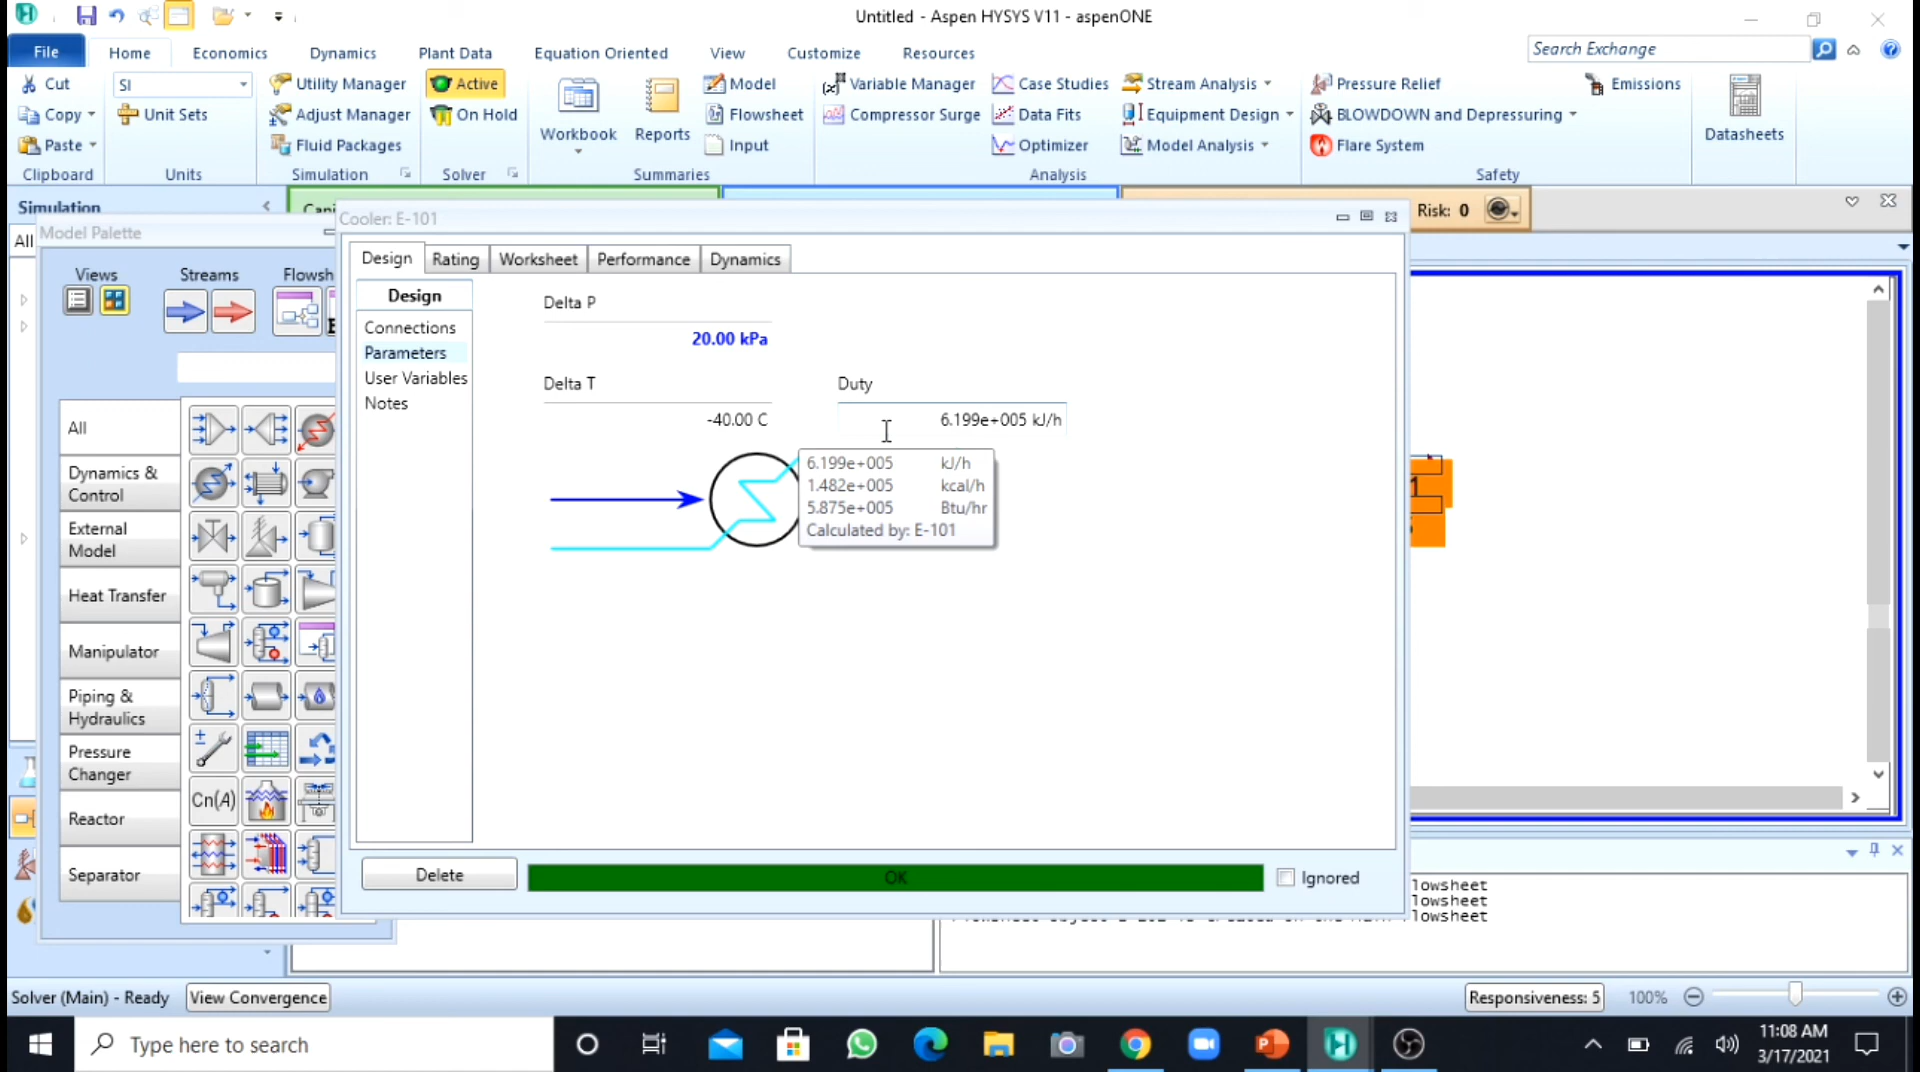 Untitled - Aspen HYSYS V11 - aspenONE
File Home Economics Dynamics Plant Data Equation Oriented View Customize Resources
Search Exchange
Cut
Copy
Paste
Clipboard
SI
Unit Sets
Units
Utility Manager
Adjust Manager
Fluid Packages
Simulation
Active
On Hold
Solver
Workbook
Reports
Model
Flowsheet
Input
Summaries
Variable Manager
Compressor Surge
Case Studies
Data Fits
Optimizer
Stream Analysis
Equipment Design
Model Analysis
Analysis
Pressure Relief
BLOWDOWN and Depressuring
Flare System
Emissions
Safety
Datasheets
Simulation
All
Risk: 0
Model Palette
Views
Streams
Flowsh
All
Dynamics &
Control
External
Model
Heat Transfer
Manipulator
Piping &
Hydraulics
Pressure
Changer
Reactor
Separator
Cn(A)
Cooler: E-101
Design Rating Worksheet Performance Dynamics
Design
Connections
Parameters
User Variables
Notes
Delta P
20.00 kPa
Delta T
-40.00 C
Duty
6.199e+005 kJ/h
6.199e+005 kJ/h
1.482e+005 kcal/h
5.875e+005 Btu/hr
Calculated by: E-101
Delete
OK
Ignored
lowsheet
lowsheet
lowsheet
Solver (Main) - Ready
View Convergence
Responsiveness: 5
100%
Type here to search
11:08 AM
3/17/2021